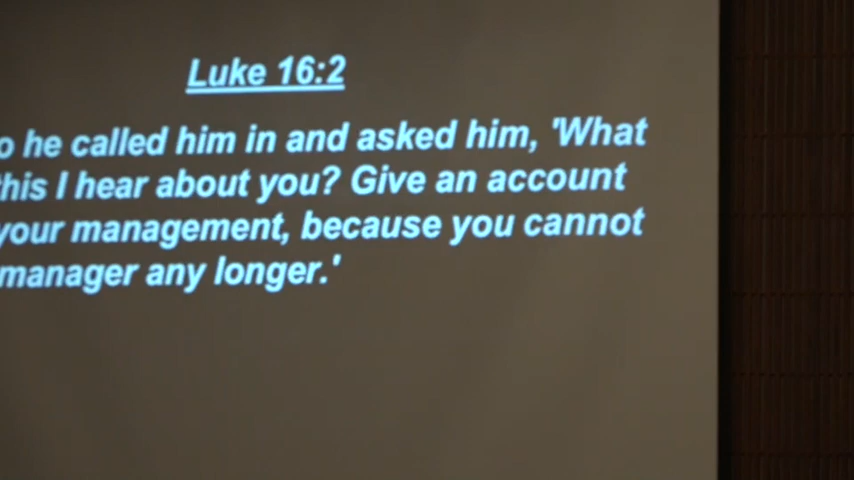 Luke 16:2
o he called him in and asked him, 'What
this I hear about you? Give an account
your management, because you cannot
manager any longer.'